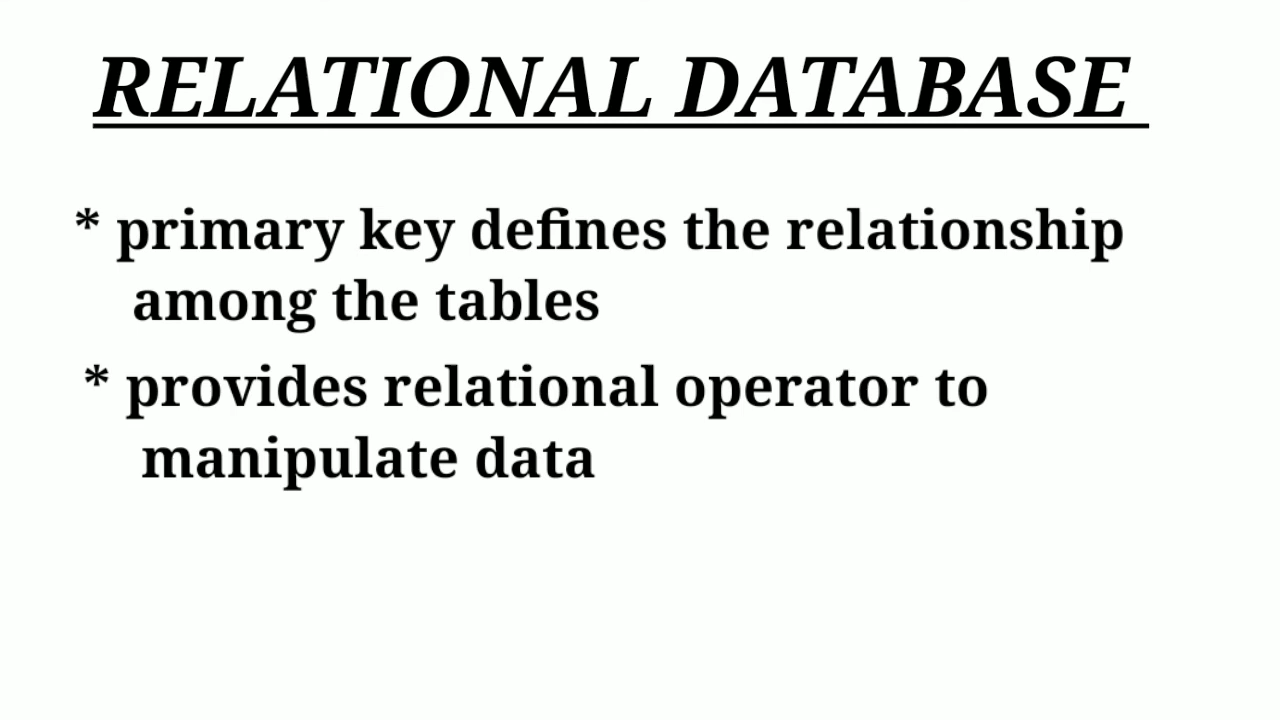 RELATIONAL DATABASE
* primary key defines the relationship
among the tables
* provides relational operator to
manipulate data